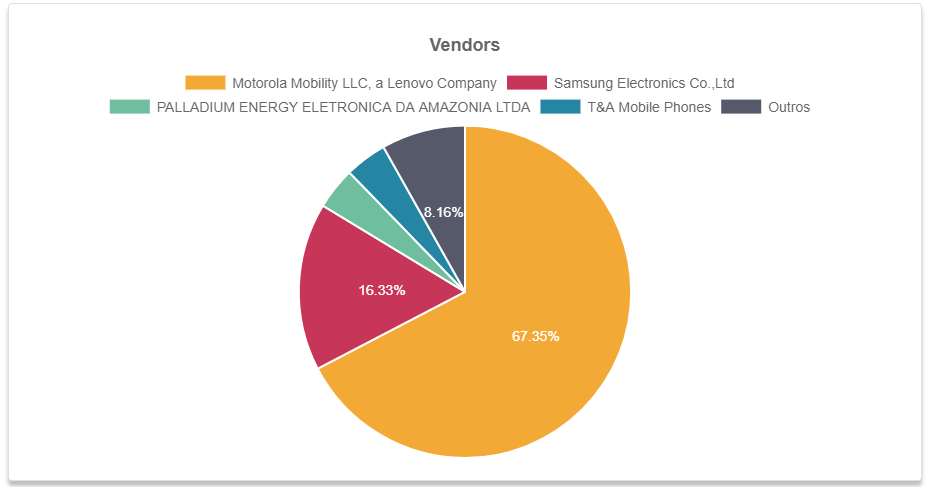 Vendors
Motorola Mobility LLC, a Lenovo Company Samsung Electronics Co.,Ltd
PALLADIUM ENERGY ELETRONICA DA AMAZONIA LTDA T&A Mobile Phones Outros
8.16%
16.33%
67.35%